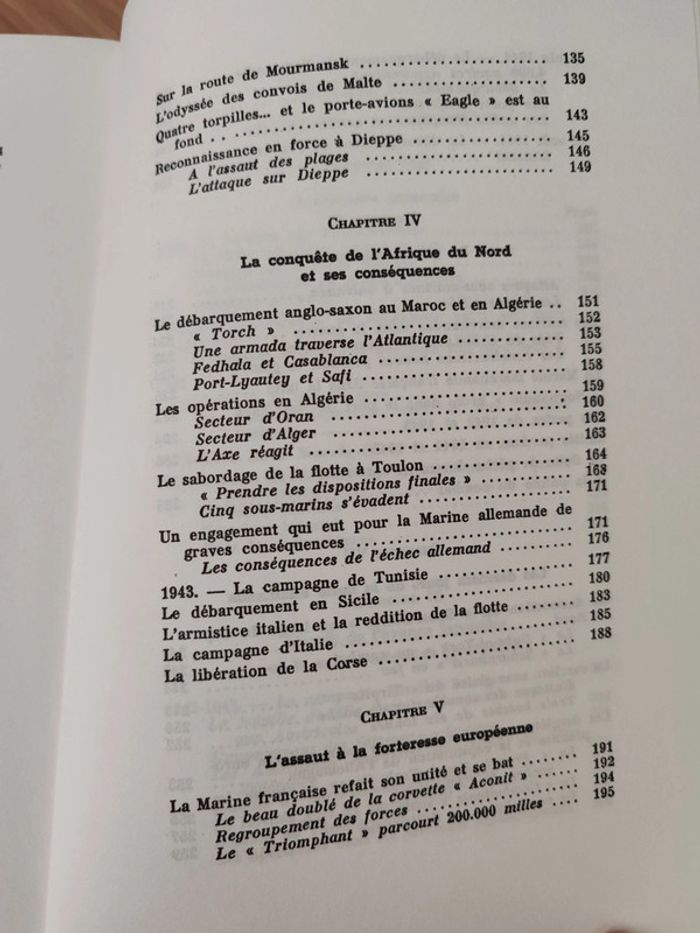 Sur la route de Mourmansk .......................... 135
L'odyssée des convois de Malte ...................... 139
Quatre torpilles... et le porte-avions « Eagle » est au
fond .......................... 143
Reconnaissance en force à Dieppe .................. 145
A l'assaut des plages .......................... 146
L'attaque sur Dieppe .......................... 149
CHAPITRE IV
La conquête de l'Afrique du Nord
et ses conséquences
Le débarquement anglo-saxon au Maroc et en Algérie .. 151
« Torch » .......................... 152
Une armada traverse l'Atlantique .............. 153
Fedhala et Casablanca ...................... 155
Port-Lyautey et Safi ...................... 158
Les opérations en Algérie .......................... 159
Secteur d'Oran .......................... 160
Secteur d'Alger .......................... 162
L'Axe réagit .......................... 163
Le sabordage de la flotte à Toulon .................. 164
« Prendre les dispositions finales » ............ 168
Cinq sous-marins s'évadent .................. 171
Un engagement qui eut pour la Marine allemande de
graves conséquences .......................... 171
Les conséquences de l'échec allemand .......... 176
1943. — La campagne de Tunisie .................. 177
Le débarquement en Sicile .......................... 180
L'armistice italien et la reddition de la flotte ........ 183
La campagne d'Italie .......................... 185
La libération de la Corse .......................... 188
CHAPITRE V
L'assaut à la forteresse européenne
La Marine française refait son unité et se bat ........ 191
Le beau doublé de la corvette « Aconit » ...... 192
Regroupement des forces .................. 194
Le « Triomphant » parcourt 200.000 milles .... 195